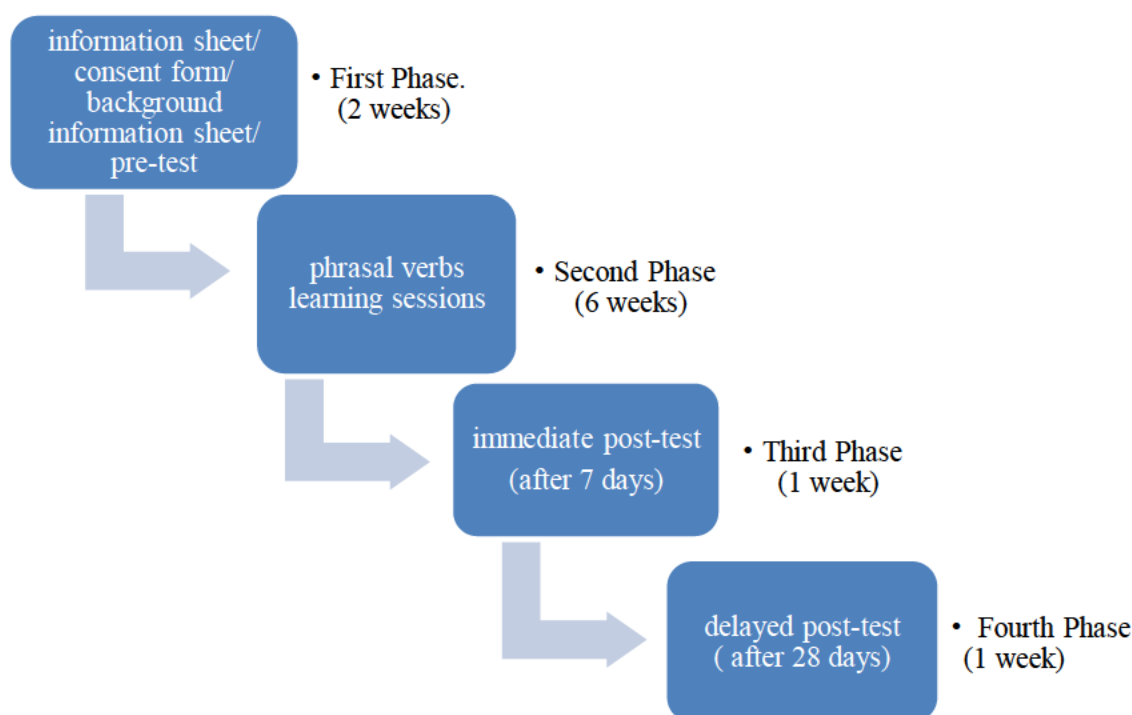 information sheet/
consent form/
background
information sheet/
pre-test
• First Phase.
(2 weeks)
phrasal verbs
learning sessions
• Second Phase
(6 weeks)
immediate post-test
(after 7 days)
• Third Phase
(1 week)
delayed post-test
( after 28 days)
• Fourth Phase
(1 week)